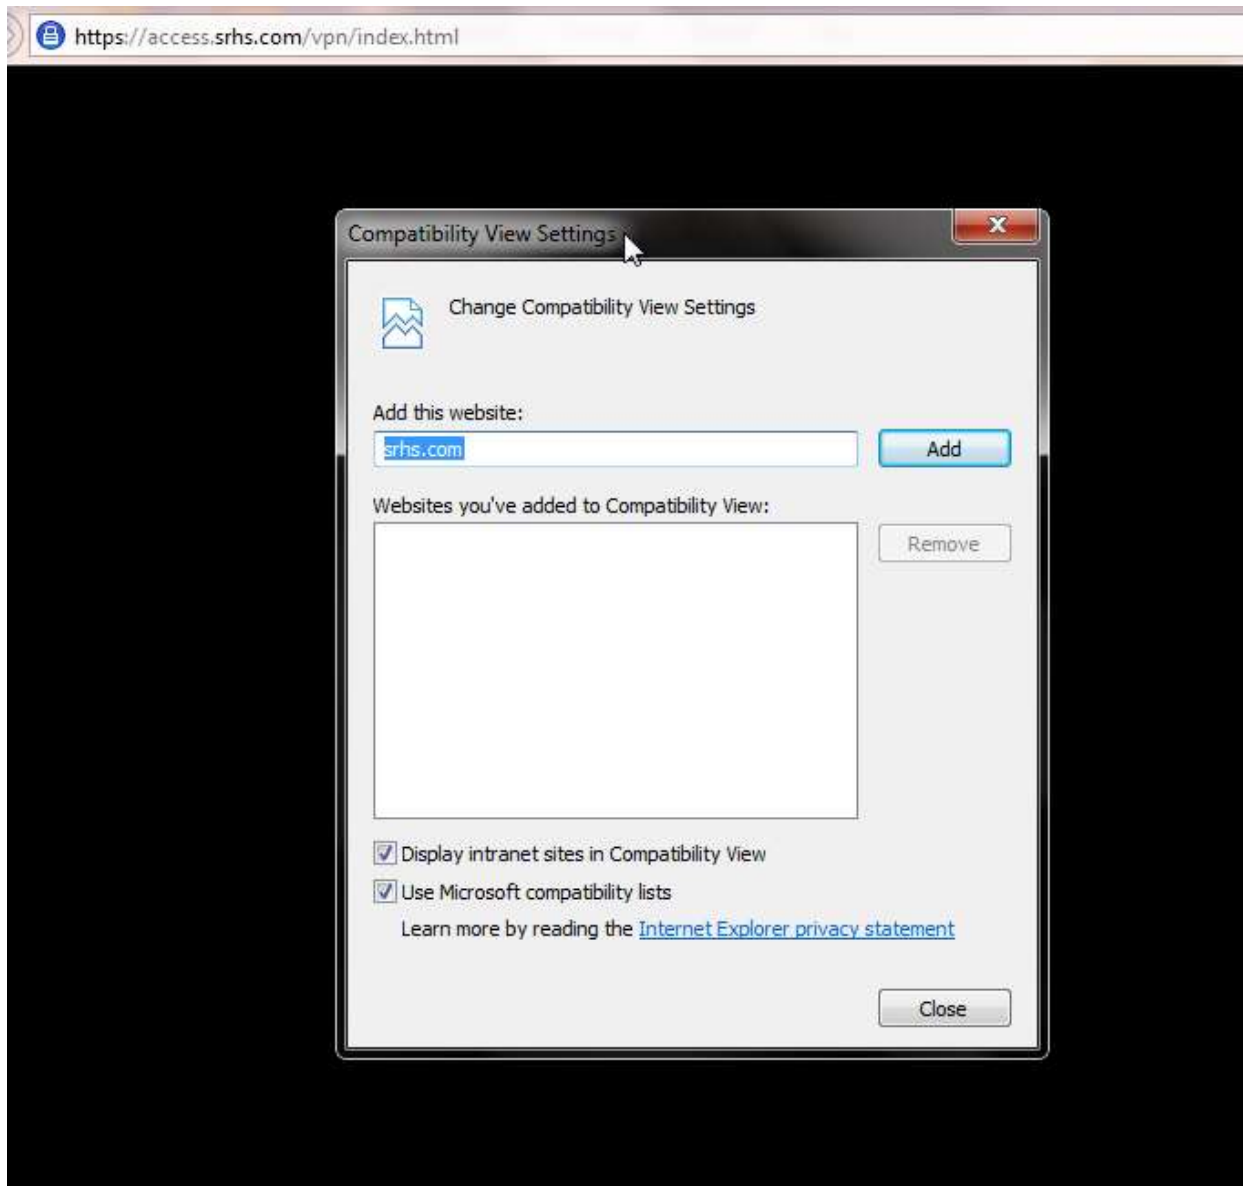 https://access.srhs.com/vpn/index.html
Compatibility View Settings
Change Compatibility View Settings
Add this website:
srhs.com
Add
Websites you've added to Compatibility View:
Remove
Display intranet sites in Compatibility View
Use Microsoft compatibility lists
Learn more by reading the Internet Explorer privacy statement
Close